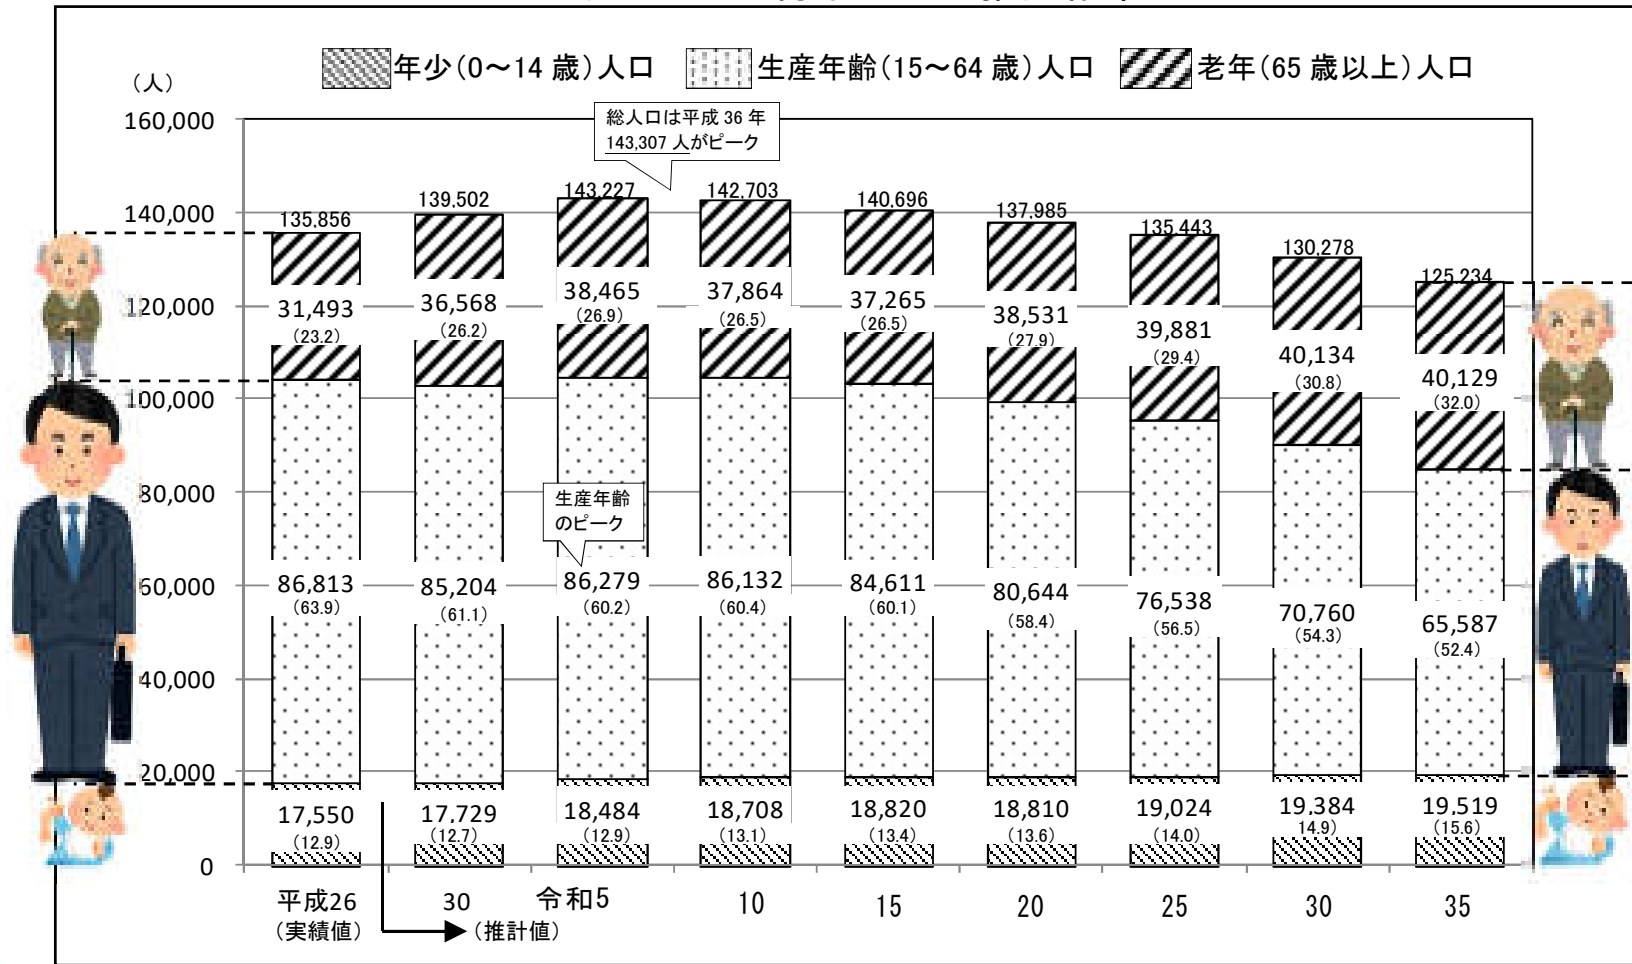 年少(0～14 歳)人口 生産年齢(15～64 歳)人口 老年(65 歳以上)人口
(人)
総人口は平成 36 年
143,307 人がピーク
160,000
140,000
120,000
100,000
80,000
60,000
40,000
20,000
0
135,856 139,502 143,227 142,703 140,696 137,985 135,443 130,278 125,234
31,493 36,568 38,465 37,864 37,265 38,531 39,881 40,134 40,129
(23.2) (26.2) (26.9) (26.5) (26.5) (27.9) (29.4) (30.8) (32.0)
生産年齢
のピーク
86,813 85,204 86,279 86,132 84,611 80,644 76,538 70,760 65,587
(63.9) (61.1) (60.2) (60.4) (60.1) (58.4) (56.5) (54.3) (52.4)
17,550 17,729 18,484 18,708 18,820 18,810 19,024 19,384 19,519
(12.9) (12.7) (12.9) (13.1) (13.4) (13.6) (14.0) 14.9) (15.6)
平成26 30 令和5 10 15 20 25 30 35
(実績値) (推計値)